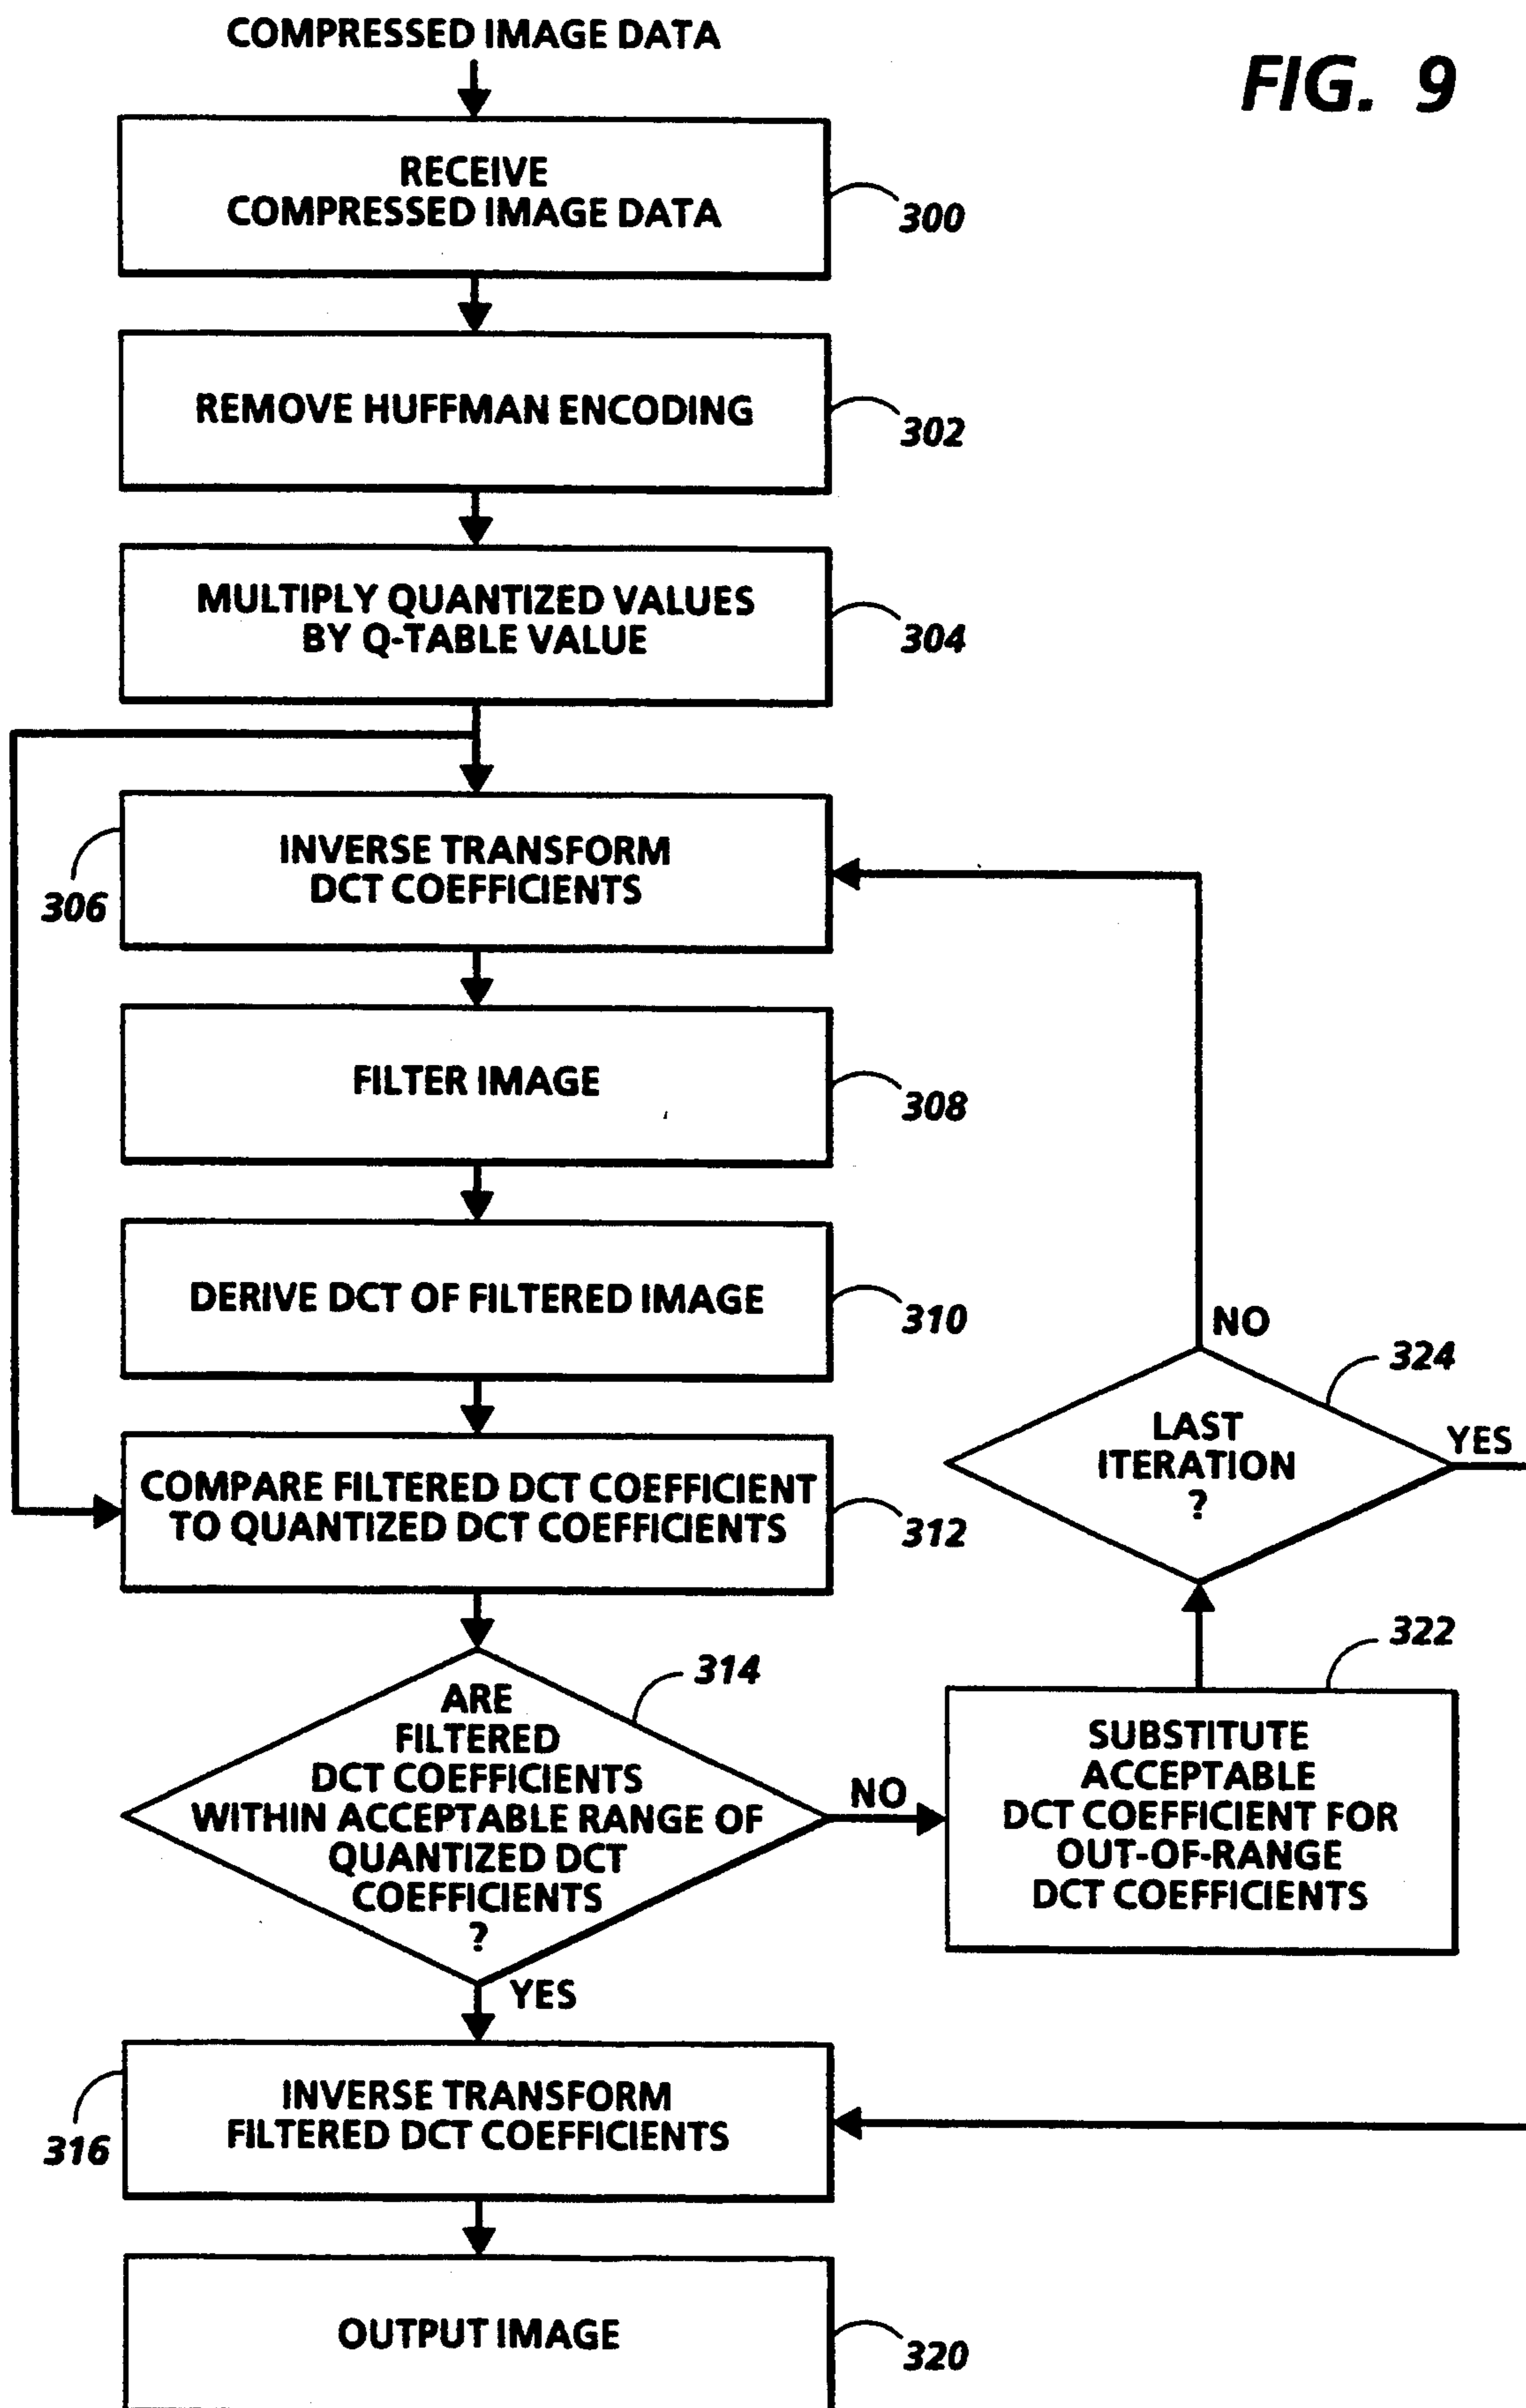 COMPRESSED IMAGE DATA
FIG. 9
RECEIVE
COMPRESSED IMAGE DATA
300
REMOVE HUFFMAN ENCODING
302
MULTIPLY QUANTIZED VALUES
BY Q-TABLE VALUE
304
INVERSE TRANSFORM
DCT COEFFICIENTS
306
FILTER IMAGE
308
DERIVE DCT OF FILTERED IMAGE
310
COMPARE FILTERED DCT COEFFICIENT
TO QUANTIZED DCT COEFFICIENTS
312
ARE
FILTERED
DCT COEFFICIENTS
WITHIN ACCEPTABLE RANGE OF
QUANTIZED DCT
COEFFICIENTS
?
314
NO
YES
SUBSTITUTE
ACCEPTABLE
DCT COEFFICIENT FOR
OUT-OF-RANGE
DCT COEFFICIENTS
322
LAST
ITERATION
?
324
NO
YES
INVERSE TRANSFORM
FILTERED DCT COEFFICIENTS
316
OUTPUT IMAGE
320